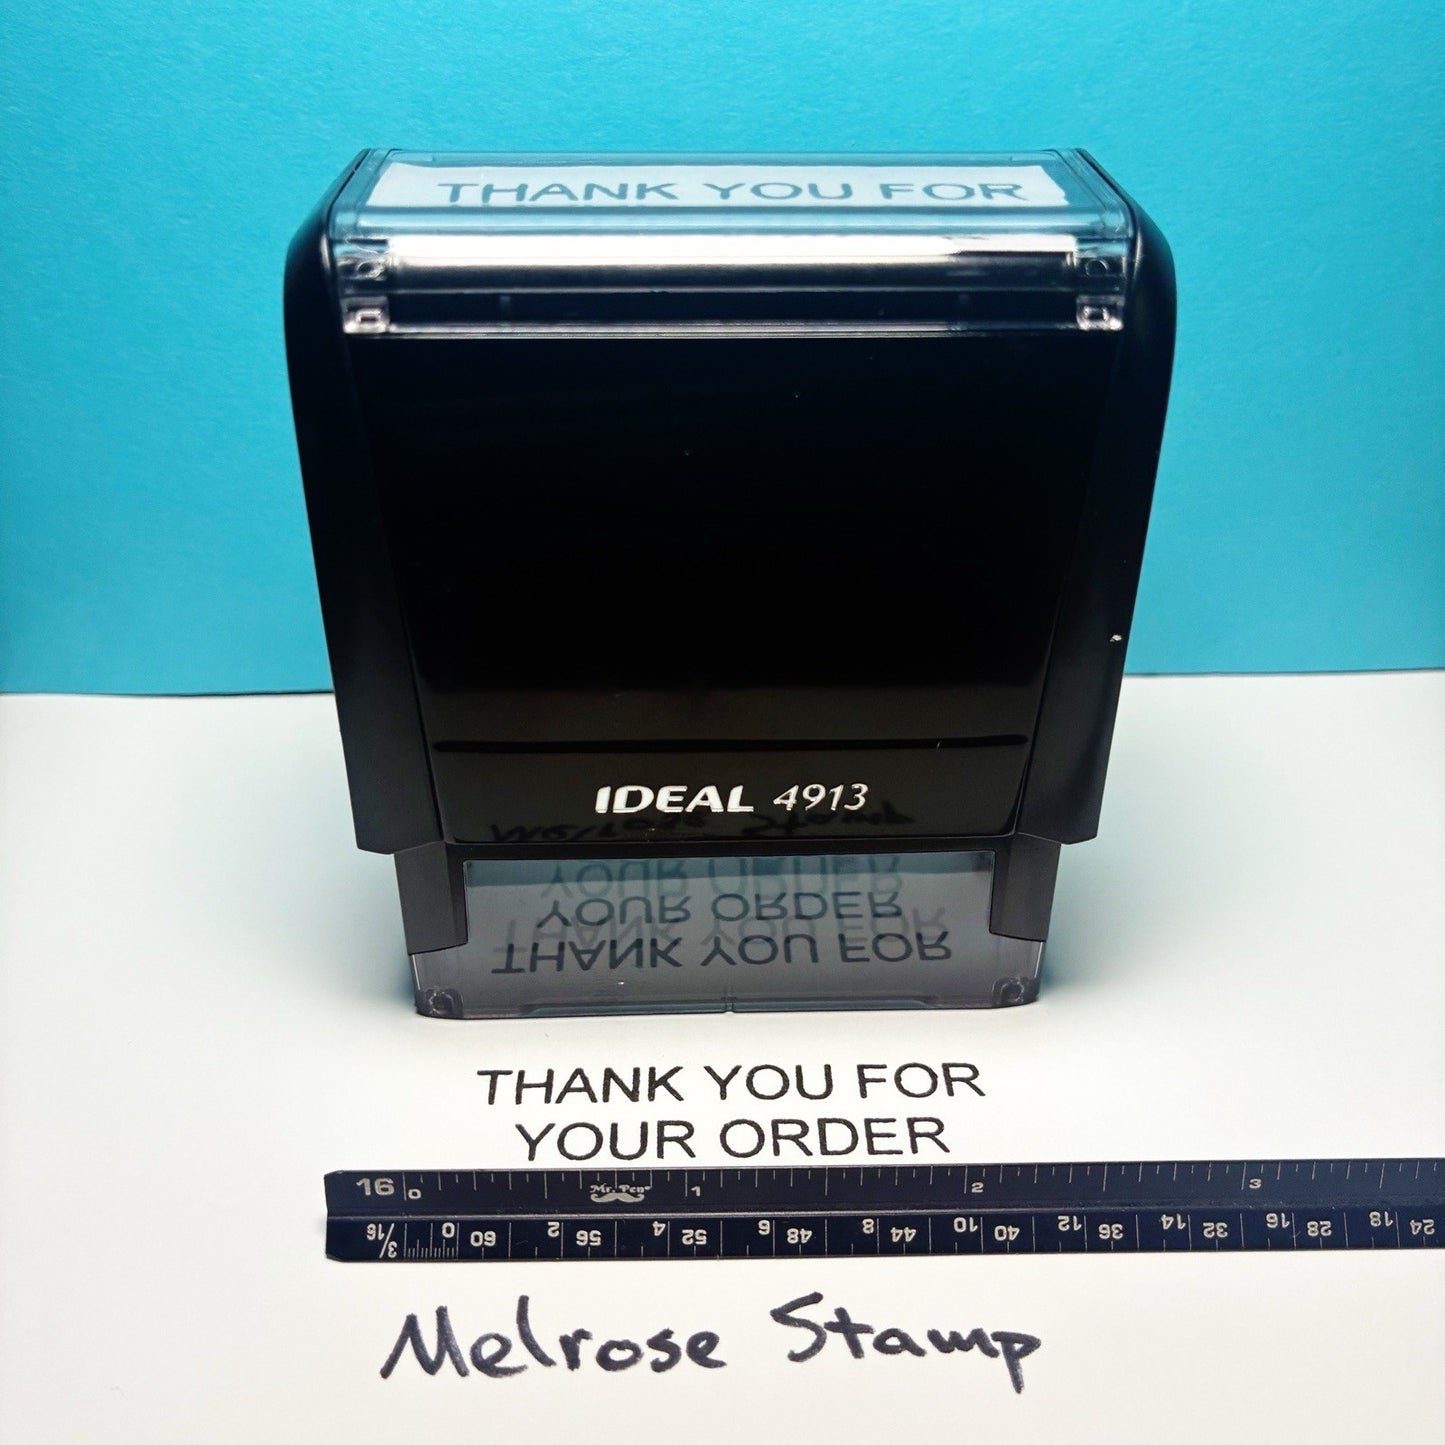 THANK YOU FOR
IDEAL 4913
YOUR ORDER
THANK YOU FOR
THANK YOU FOR
YOUR ORDER
16 0 Mr. Pen 1 2 3
3/16 0 60 2 56 4 52 6 48 8 44 10 40 12 36 14 32 16 28 18 24
Melrose Stamp